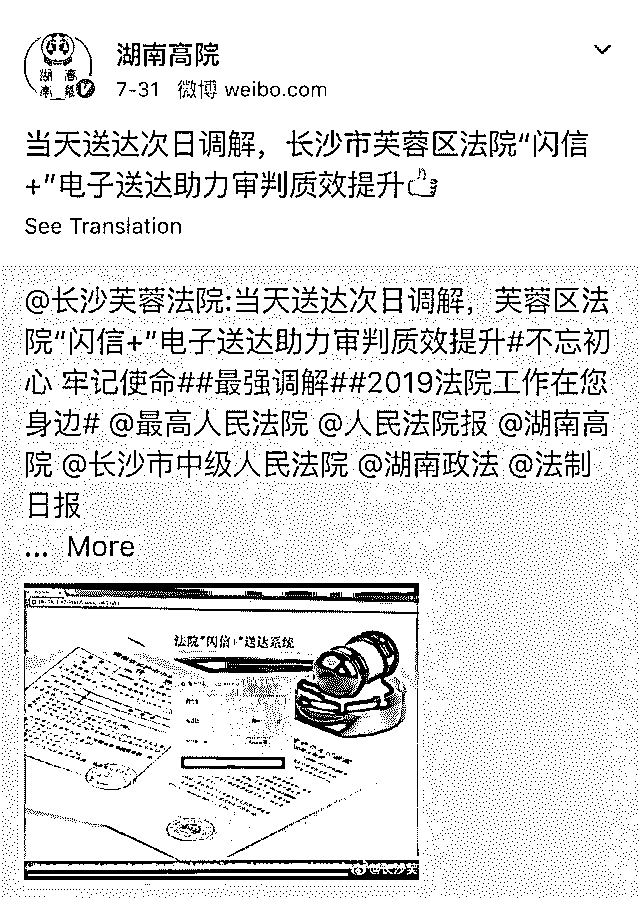 湖南高院
7-31 微博 weibo.com
当天送达次日调解，长沙市芙蓉区法院“闪信
+”电子送达助力审判质效提升
See Translation
@长沙芙蓉法院:当天送达次日调解，芙蓉区法
院“闪信+”电子送达助力审判质效提升#不忘初
心 牢记使命##最强调解##2019法院工作在您
身边# @最高人民法院 @人民法院报 @湖南高
院 @长沙市中级人民法院 @湖南政法 @法制
日报
... More
法院“闪信+”送达系统
@长沙芙